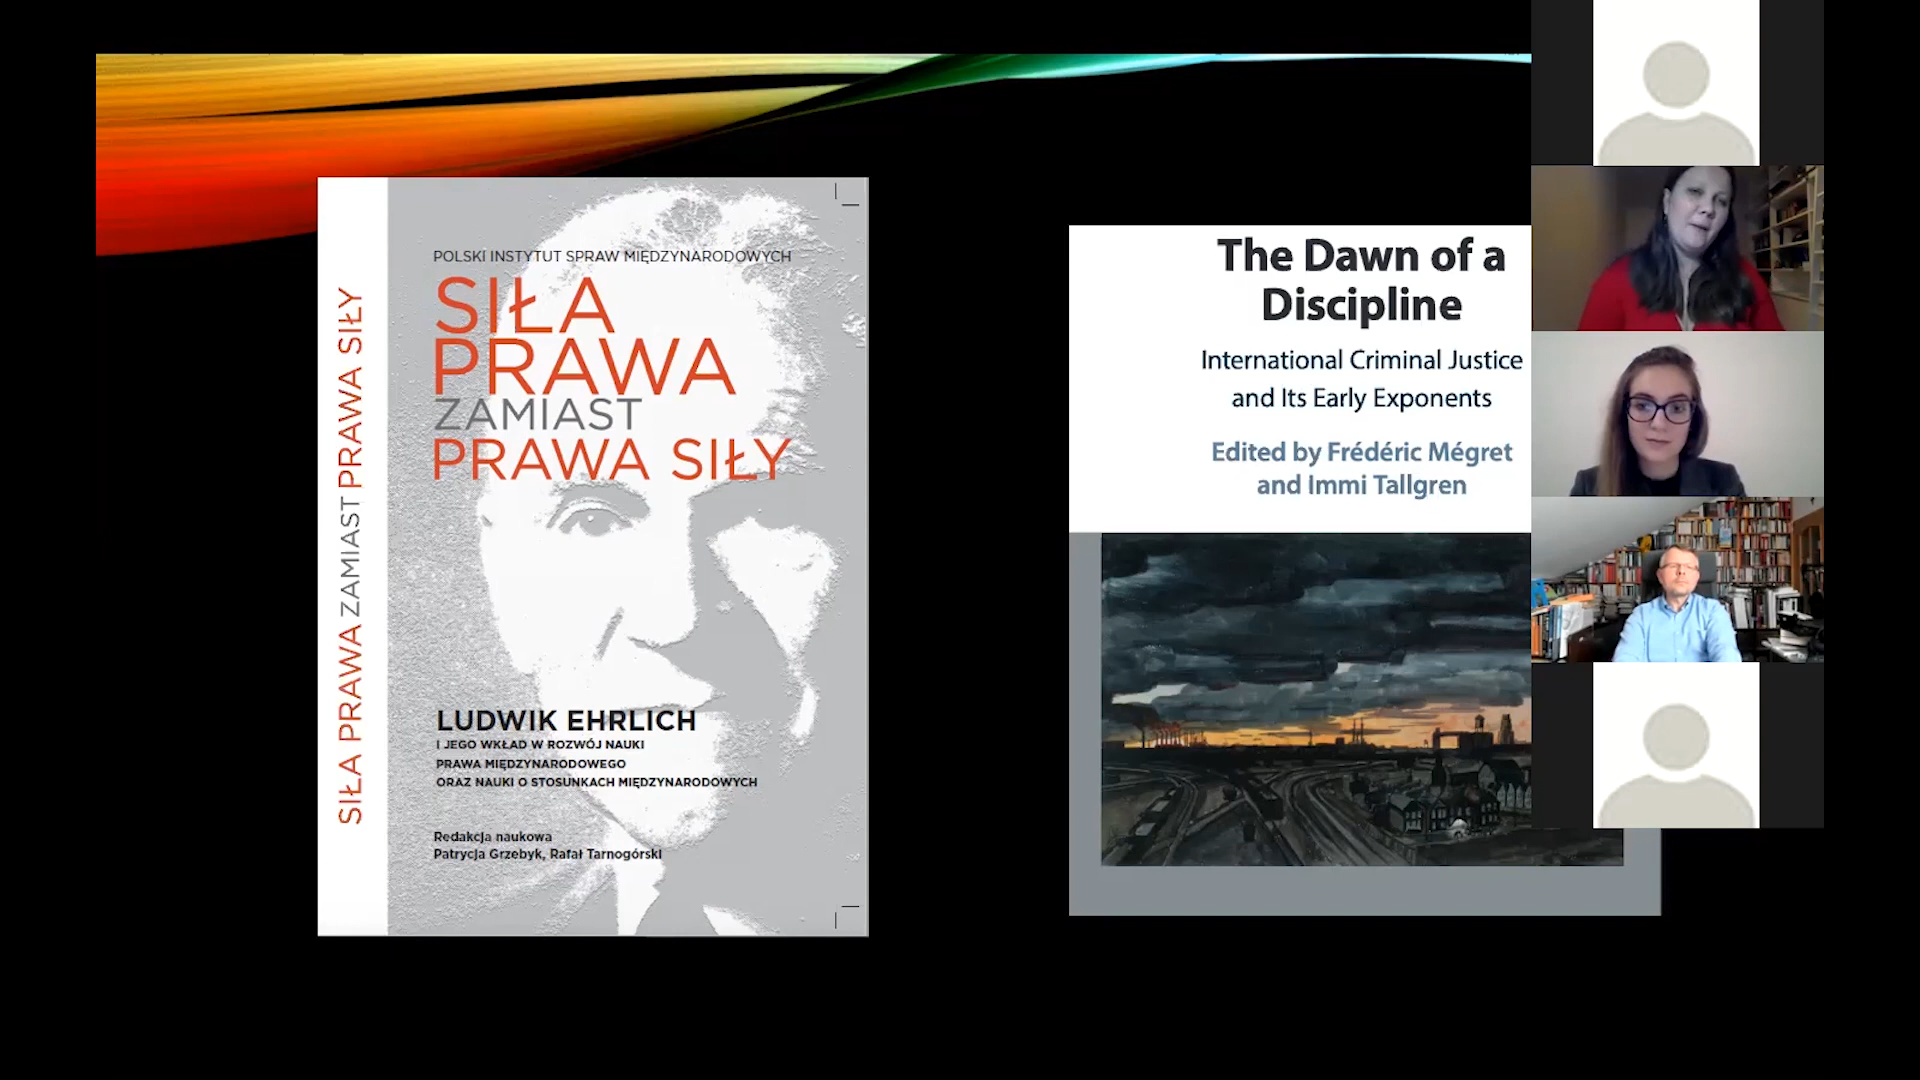 SIŁA PRAWA ZAMIAST PRAWA SIŁY
POLSKI INSTYTUT SPRAW MIĘDZYNARODOWYCH
SIŁA
PRAWA
ZAMIAST
PRAWA SIŁY
LUDWIK EHRLICH
I JEGO WKŁAD W ROZWÓJ NAUKI
PRAWA MIĘDZYNARODOWEGO
ORAZ NAUKI O STOSUNKACH MIĘDZYNARODOWYCH
Redakcja naukowa
Patrycja Grzebyk, Rafał Tarnogórski
The Dawn of a
Discipline
International Criminal Justice
and Its Early Exponents
Edited by Frédéric Mégret
and Immi Tallgren